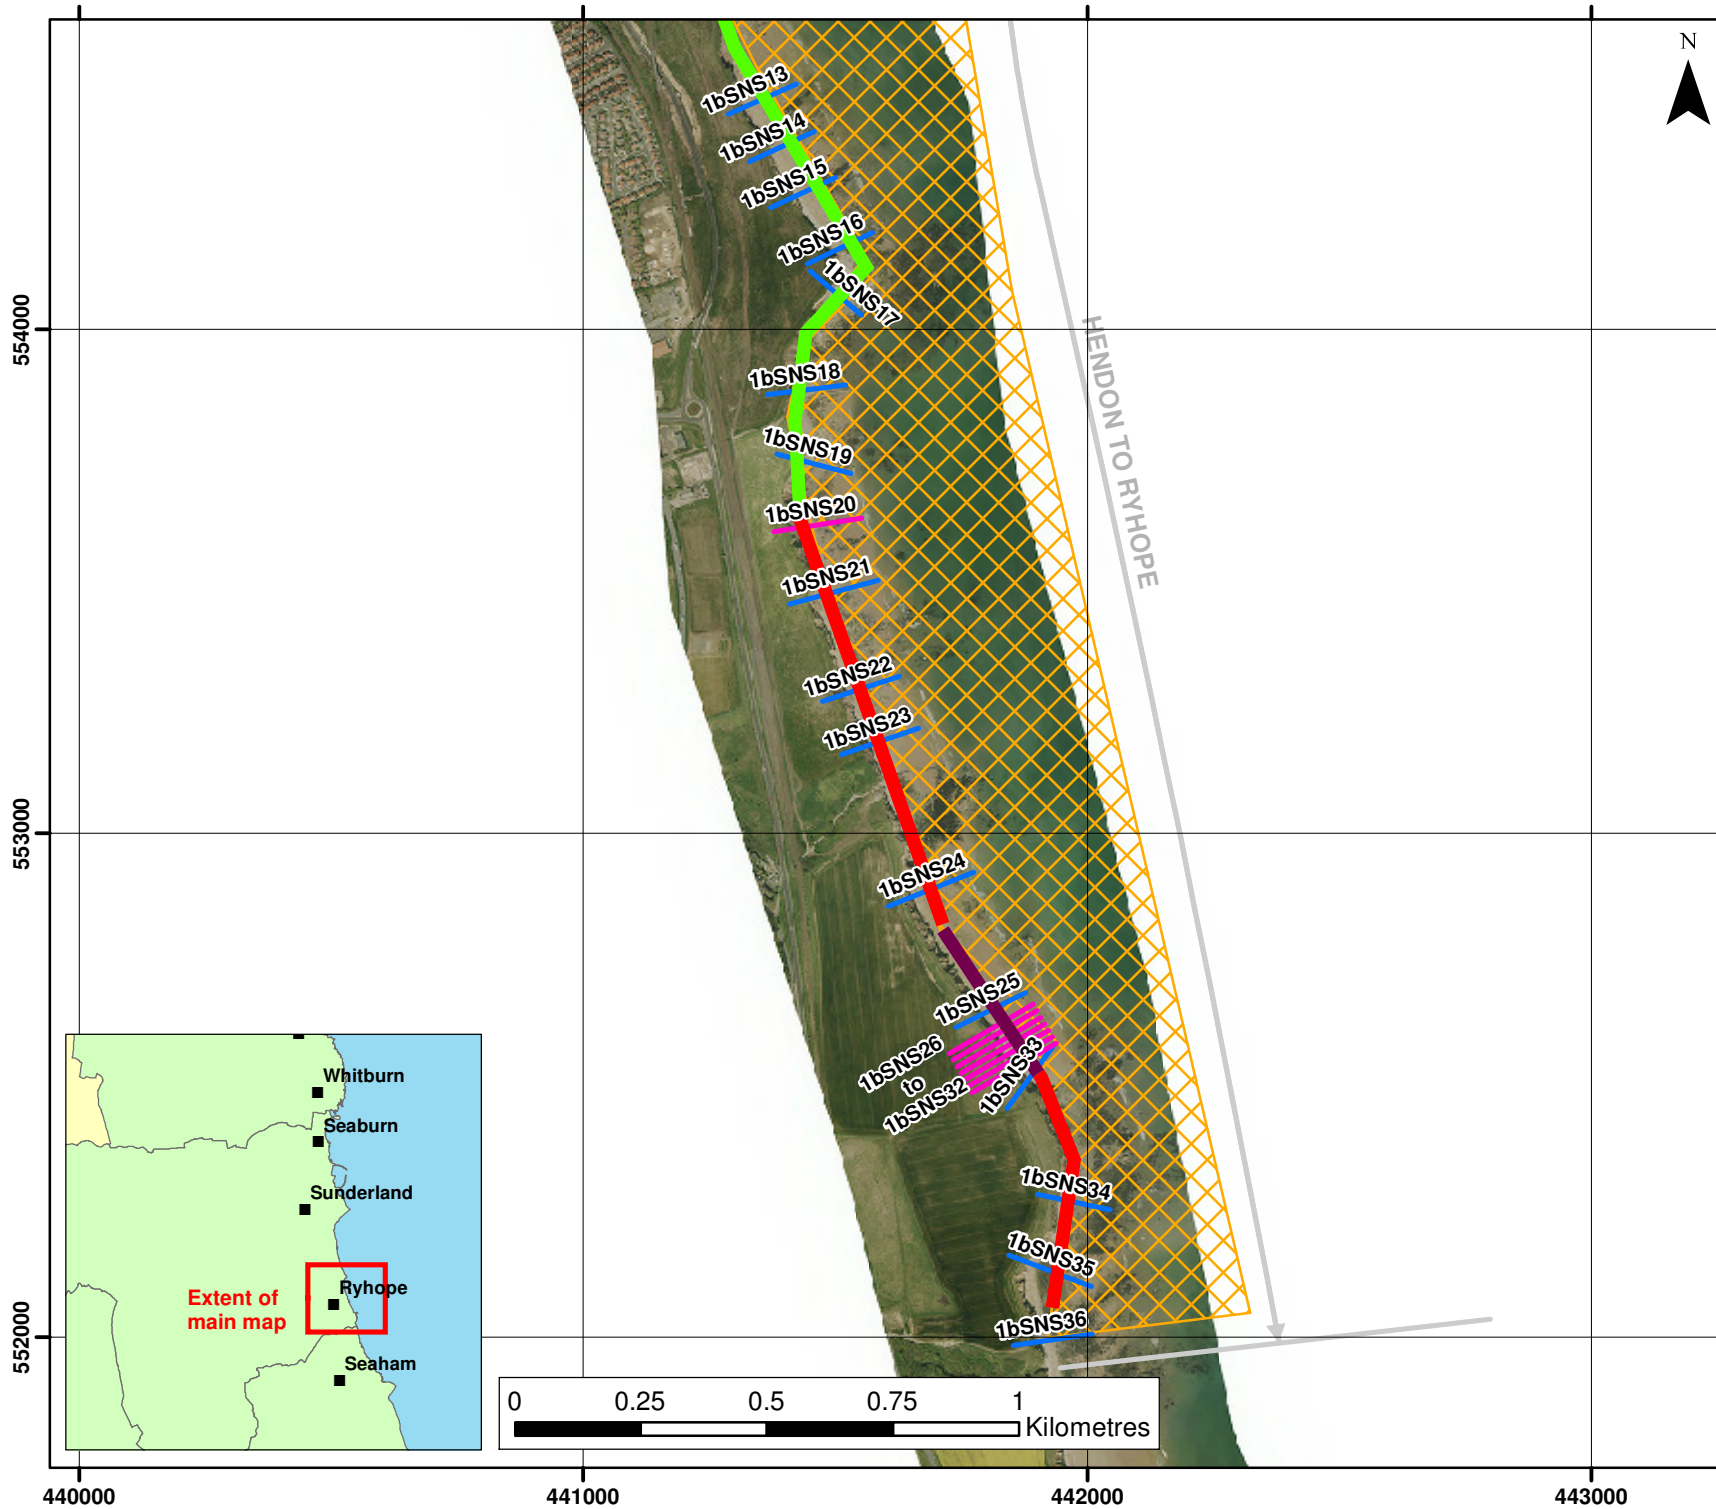 N
1bSNS13
1bSNS14
1bSNS15
1bSNS16
1bSNS17
HENDON TO RYHOPE
554000
1bSNS18
1bSNS19
1bSNS20
1bSNS21
1bSNS22
1bSNS23
553000
1bSNS24
1bSNS25
1bSNS26
to
1bSNS32
1bSNS33
1bSNS34
1bSNS35
1bSNS36
552000
Whitburn
Seaburn
Sunderland
Ryhope
Extent of
main map
Seaham
0 0.25 0.5 0.75 1
Kilometres
440000 441000 442000 443000